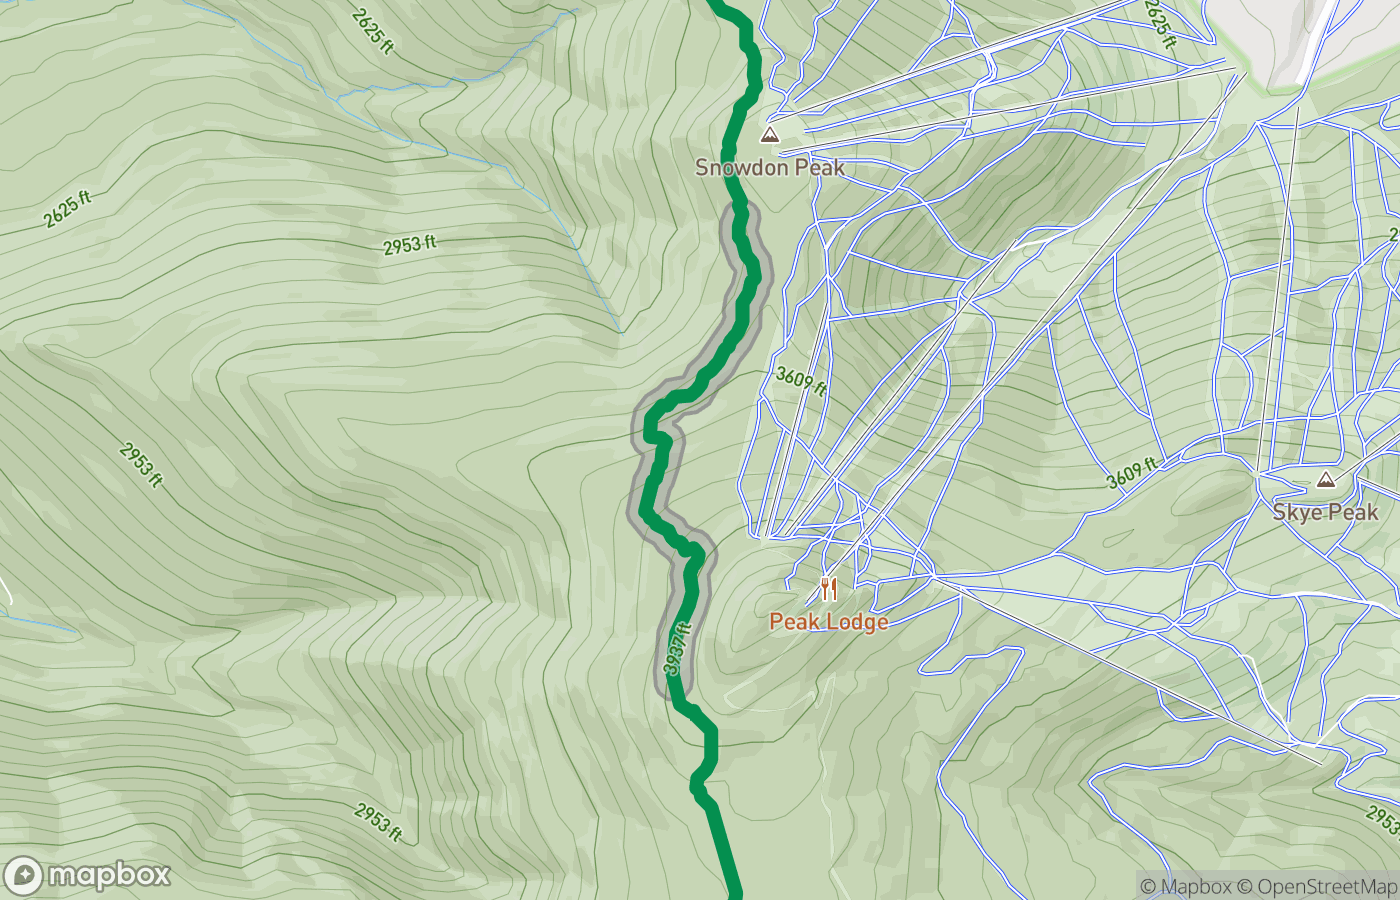 2625 ft
2625 ft
Snowdon Peak
2625 ft
2953 ft
3609 ft
2953 ft
3609 ft
Skye Peak
Peak Lodge
3937 ft
2953 ft
2953
mapbox
© Mapbox © OpenStreetMap